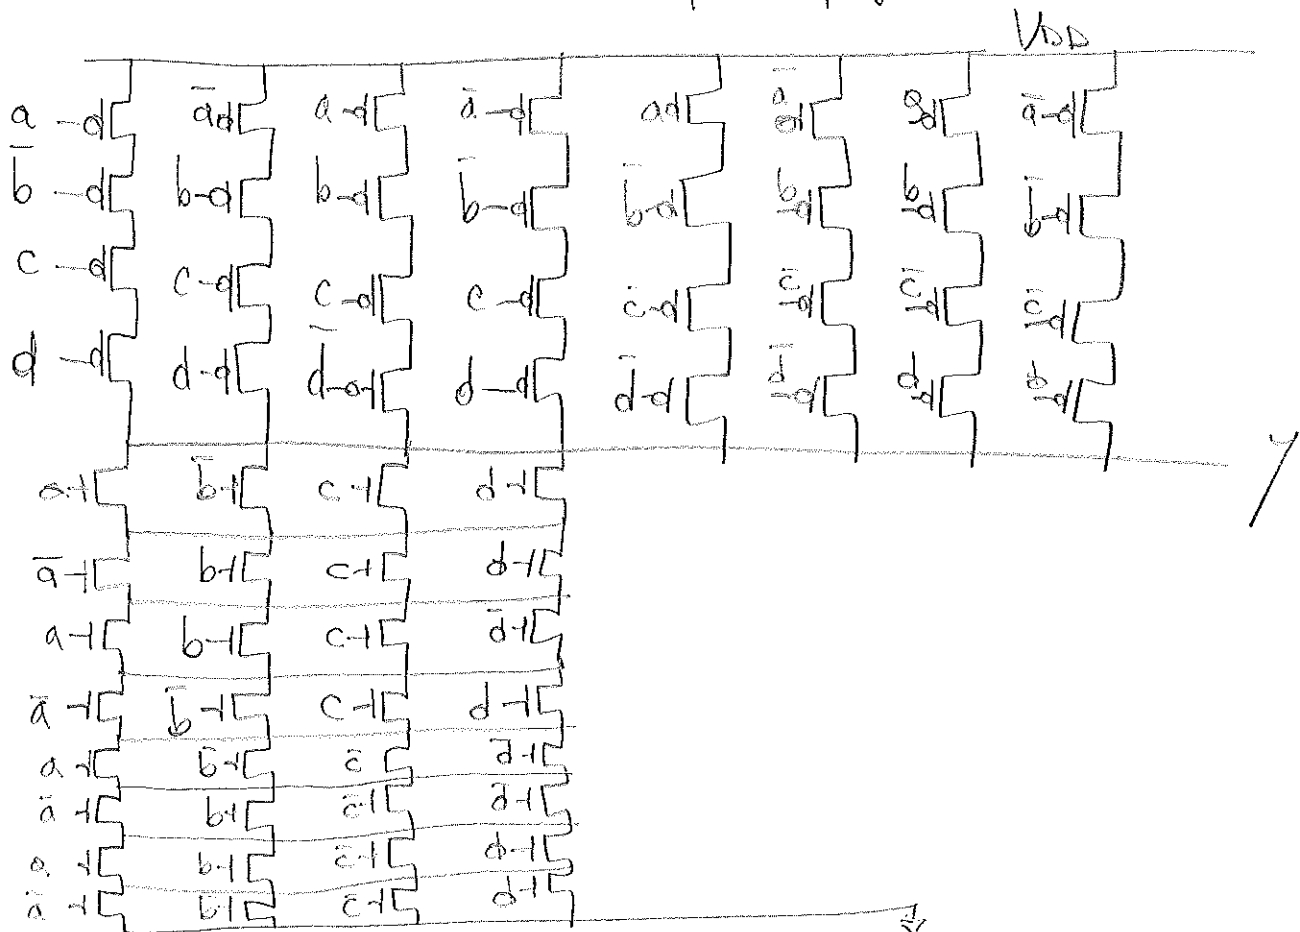 VDD
a ā a ā a ā a ā
b̄ b b b̄ b̄ b b b̄
c c c c c̄ c̄ c̄ c̄
d d d̄ d d̄ d̄ d d
y
a b̄ c d
ā b c d
a b c d̄
ā b̄ c d
a b̄ c̄ d̄
ā b c̄ d̄
a b c̄ d
ā b̄ c̄ d